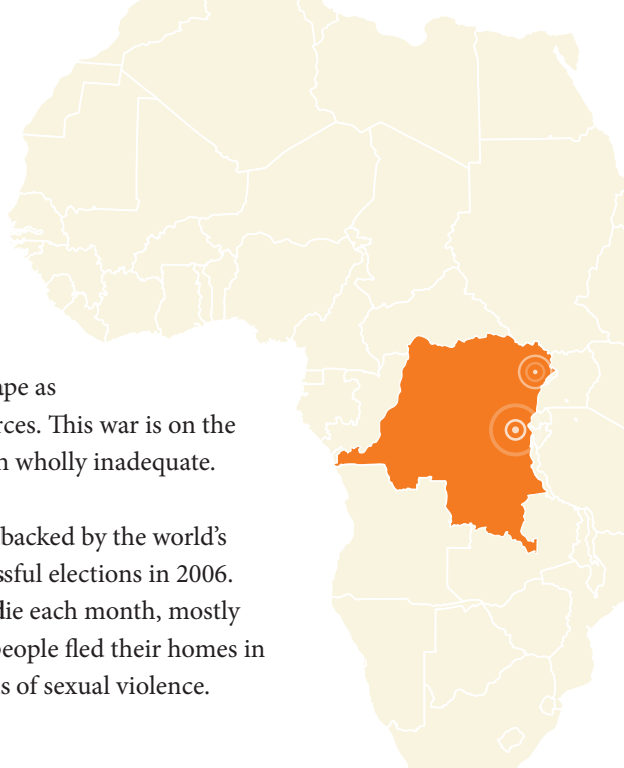 ape as
rces. This war is on the
n wholly inadequate.
backed by the world’s
ssful elections in 2006.
die each month, mostly
people fled their homes in
s of sexual violence.